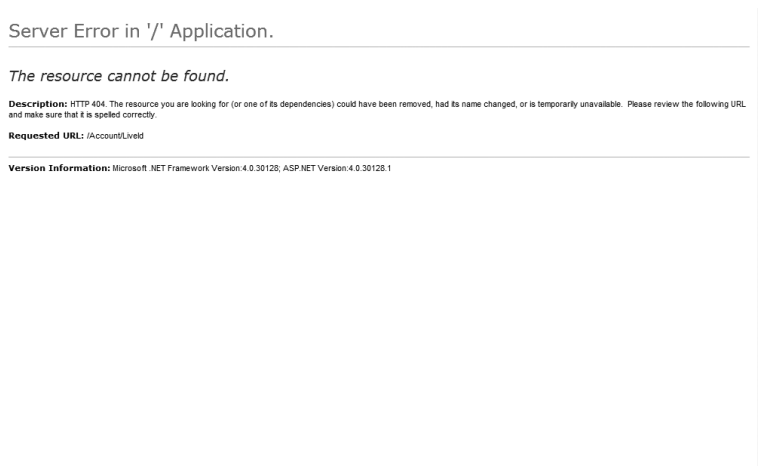 Server Error in '/' Application.
The resource cannot be found.
Description: HTTP 404. The resource you are looking for (or one of its dependencies) could have been removed, had its name changed, or is temporarily unavailable.  Please review the following URL
and make sure that it is spelled correctly.
Requested URL: /Account/LiveId
Version Information: Microsoft .NET Framework Version:4.0.30128; ASP.NET Version:4.0.30128.1